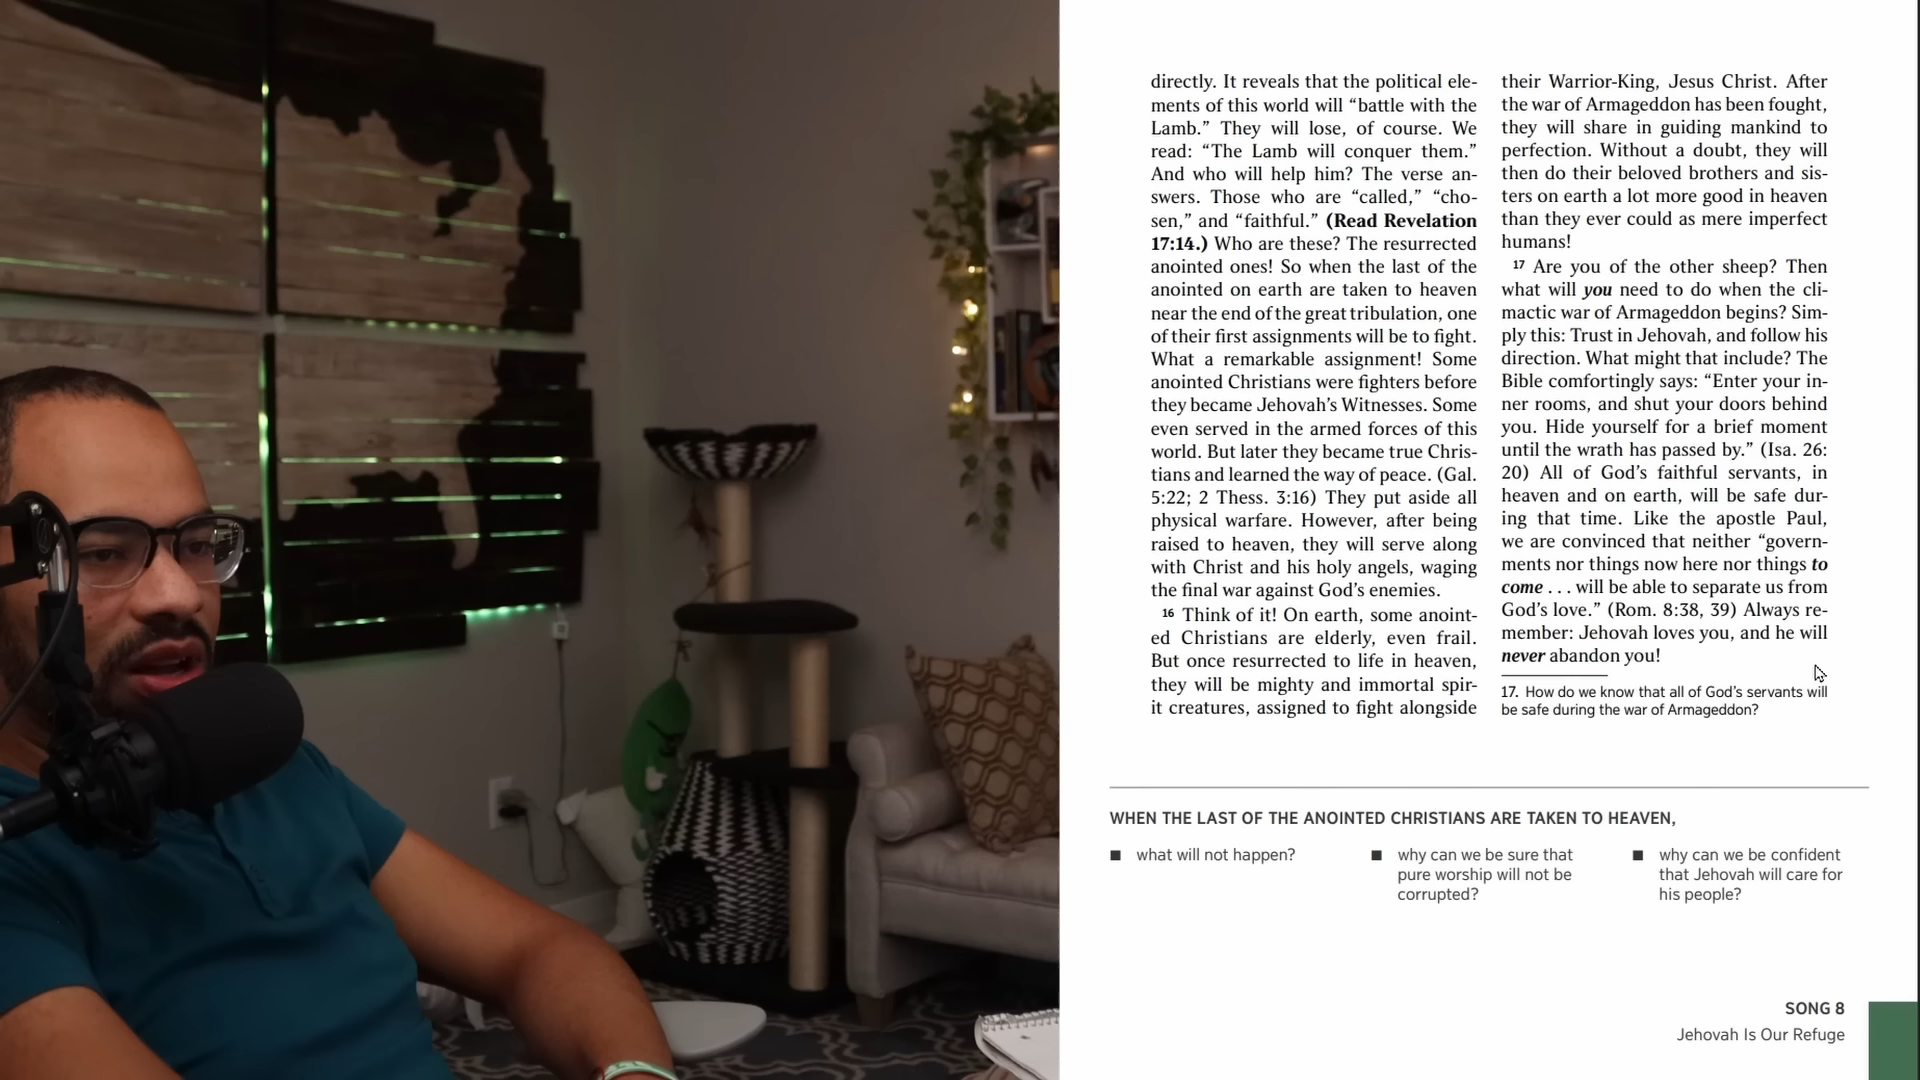 directly. It reveals that the political ele-
ments of this world will “battle with the
Lamb.” They will lose, of course. We
read: “The Lamb will conquer them.”
And who will help him? The verse an-
swers. Those who are “called,” “cho-
sen,” and “faithful.” (Read Revelation
17:14.) Who are these? The resurrected
anointed ones! So when the last of the
anointed on earth are taken to heaven
near the end of the great tribulation, one
of their first assignments will be to fight.
What a remarkable assignment! Some
anointed Christians were fighters before
they became Jehovah’s Witnesses. Some
even served in the armed forces of this
world. But later they became true Chris-
tians and learned the way of peace. (Gal.
5:22; 2 Thess. 3:16) They put aside all
physical warfare. However, after being
raised to heaven, they will serve along
with Christ and his holy angels, waging
the final war against God’s enemies.
16 Think of it! On earth, some anoint-
ed Christians are elderly, even frail.
But once resurrected to life in heaven,
they will be mighty and immortal spir-
it creatures, assigned to fight alongside
their Warrior-King, Jesus Christ. After
the war of Armageddon has been fought,
they will share in guiding mankind to
perfection. Without a doubt, they will
then do their beloved brothers and sis-
ters on earth a lot more good in heaven
than they ever could as mere imperfect
humans!
17 Are you of the other sheep? Then
what will you need to do when the cli-
mactic war of Armageddon begins? Sim-
ply this: Trust in Jehovah, and follow his
direction. What might that include? The
Bible comfortingly says: “Enter your in-
ner rooms, and shut your doors behind
you. Hide yourself for a brief moment
until the wrath has passed by.” (Isa. 26:
20) All of God’s faithful servants, in
heaven and on earth, will be safe dur-
ing that time. Like the apostle Paul,
we are convinced that neither “govern-
ments nor things now here nor things to
come . . . will be able to separate us from
God’s love.” (Rom. 8:38, 39) Always re-
member: Jehovah loves you, and he will
never abandon you!
17. How do we know that all of God’s servants will
be safe during the war of Armageddon?
WHEN THE LAST OF THE ANOINTED CHRISTIANS ARE TAKEN TO HEAVEN,
■ what will not happen?
■ why can we be sure that
pure worship will not be
corrupted?
■ why can we be confident
that Jehovah will care for
his people?
SONG 8
Jehovah Is Our Refuge